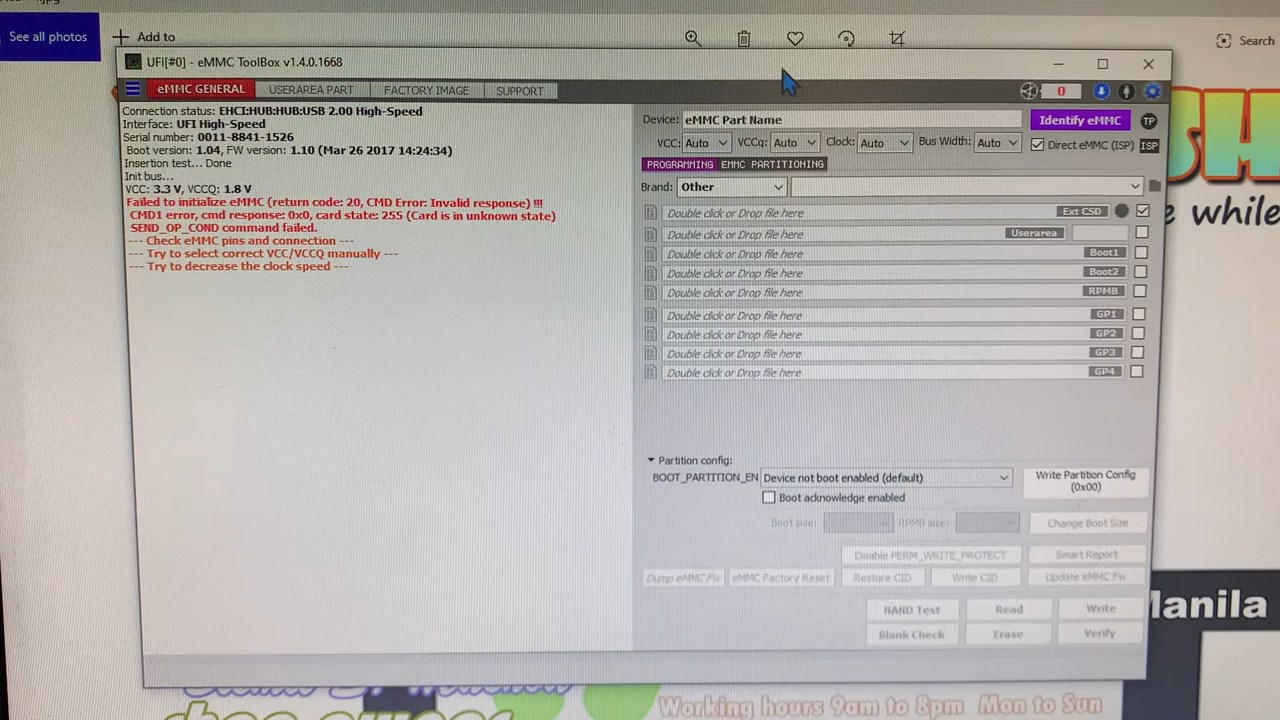 See all photos
Add to
Search
UFI[#0] - eMMC ToolBox v1.4.0.1668
eMMC GENERAL USERAREA PART FACTORY IMAGE SUPPORT
0
Connection status: EHCI:HUB:HUB:USB 2.00 High-Speed
Interface: UFI High-Speed
Serial number: 0011-8841-1526
Boot version: 1.04, FW version: 1.10 (Mar 26 2017 14:24:34)
Insertion test... Done
Init bus...
VCC: 3.3 V, VCCQ: 1.8 V
Failed to initialize eMMC (return code: 20, CMD Error: Invalid response) !!!
CMD1 error, cmd response: 0x0, card state: 255 (Card is in unknown state)
SEND_OP_COND command failed.
--- Check eMMC pins and connection ---
--- Try to select correct VCC/VCCQ manually ---
--- Try to decrease the clock speed ---
Device: eMMC Part Name Identify eMMC TP
VCC: Auto VCCq: Auto Clock: Auto Bus Width: Auto Direct eMMC (ISP) ISP
PROGRAMMING EMMC PARTITIONING
Brand: Other
Double click or Drop file here Ext CSD
Double click or Drop file here Userarea
Double click or Drop file here Boot1
Double click or Drop file here Boot2
Double click or Drop file here RPMB
Double click or Drop file here GP1
Double click or Drop file here GP2
Double click or Drop file here GP3
Double click or Drop file here GP4
Partition config:
BOOT_PARTITION_EN Device not boot enabled (default) Write Partition Config
(0x00)
Boot acknowledge enabled
Boot size: RPMB size: Change Boot Size
Disable PERM_WRITE_PROTECT Smart Report
Dump eMMC Fw eMMC Factory Reset Restore CID Write CID Update eMMC Fw
HAND Test Read Write
Blank Check Erase Verify
SH
e while
Manila
Working hours 9am to 8pm Mon to Sun